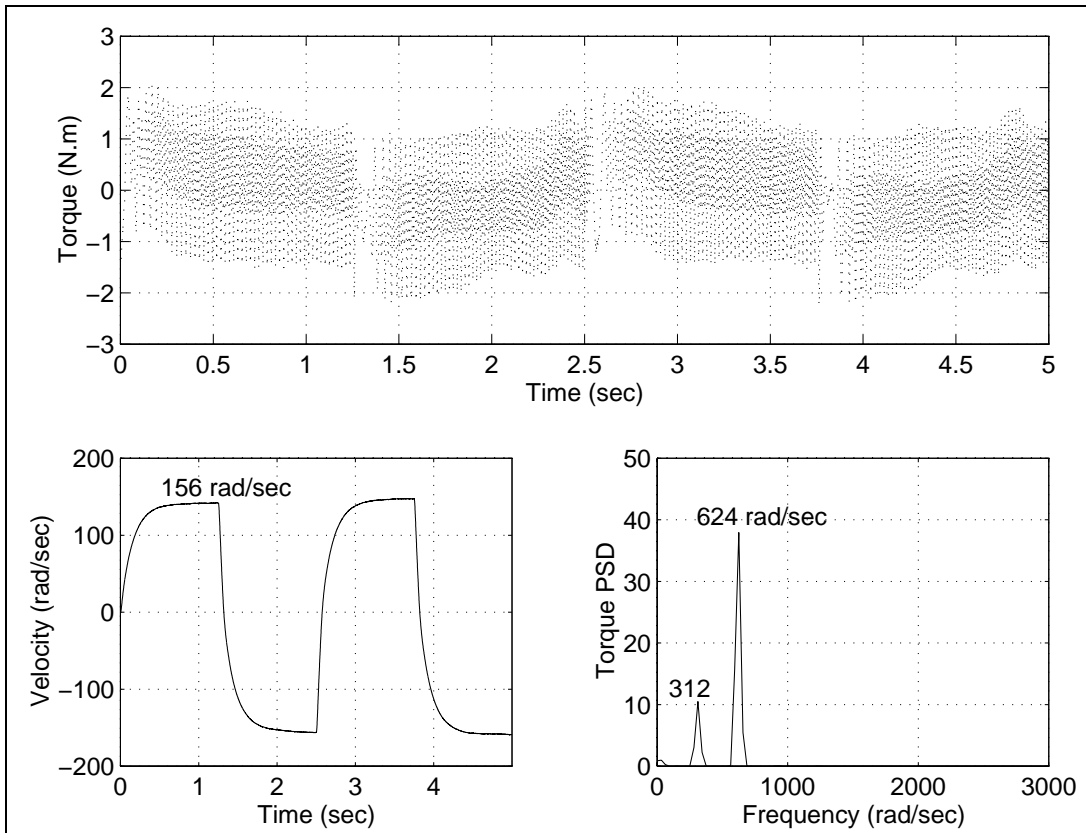 3
2
1
0
−1
−2
−3
Torque (N.m)
0 0.5 1 1.5 2 2.5 3 3.5 4 4.5 5
Time (sec)
200
100
0
−100
−200
Velocity (rad/sec)
156 rad/sec
0 1 2 3 4
Time (sec)
50
40
30
20
10
0
Torque PSD
624 rad/sec
312
0 1000 2000 3000
Frequency (rad/sec)